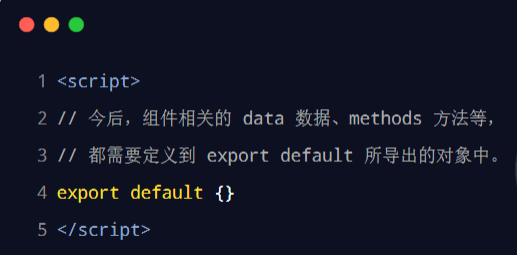 1 <script>
2 // 今后，组件相关的 data 数据、methods 方法等，
3 // 都需要定义到 export default 所导出的对象中。
4 export default {}
5 </script>